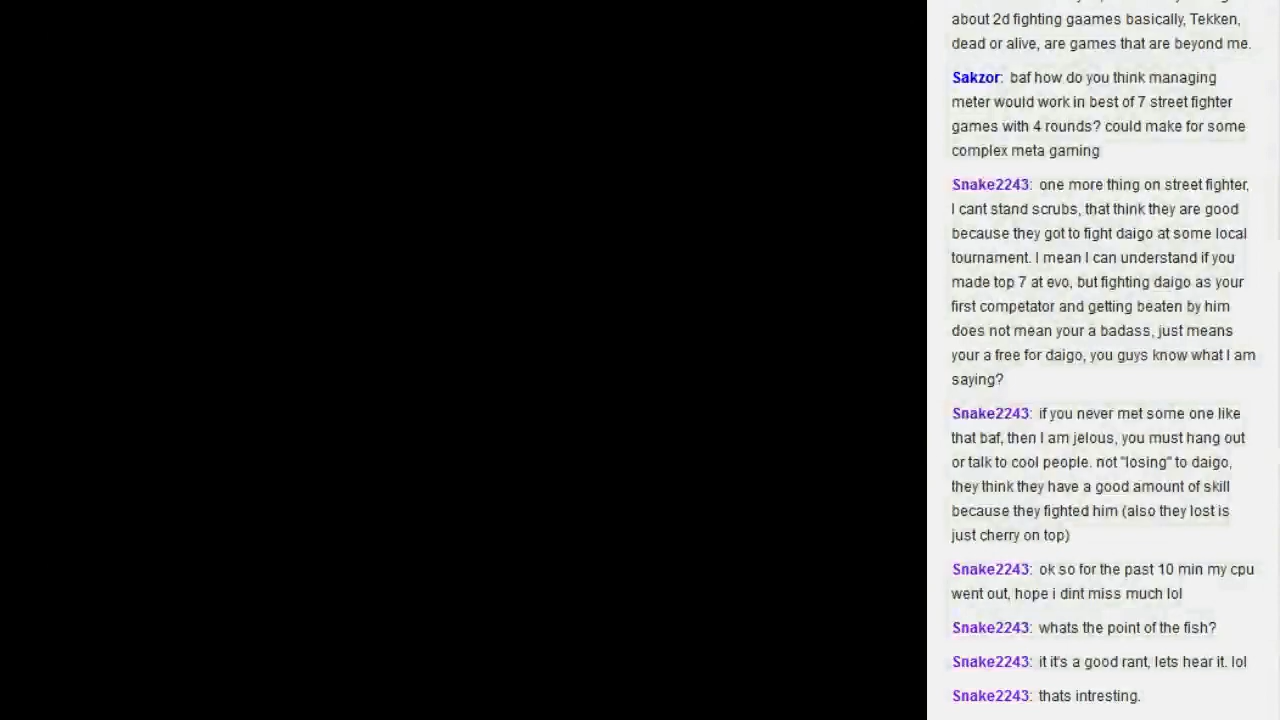 about 2d fighting gaames basically, Tekken,
dead or alive, are games that are beyond me.
Sakzor: baf how do you think managing
meter would work in best of 7 street fighter
games with 4 rounds? could make for some
complex meta gaming
Snake2243: one more thing on street fighter,
I cant stand scrubs, that think they are good
because they got to fight daigo at some local
tournament. I mean I can understand if you
made top 7 at evo, but fighting daigo as your
first competator and getting beaten by him
does not mean your a badass, just means
your a free for daigo, you guys know what I am
saying?
Snake2243: if you never met some one like
that baf, then I am jelous, you must hang out
or talk to cool people. not "losing" to daigo,
they think they have a good amount of skill
because they fighted him (also they lost is
just cherry on top)
Snake2243: ok so for the past 10 min my cpu
went out, hope i dint miss much lol
Snake2243: whats the point of the fish?
Snake2243: it it's a good rant, lets hear it. lol
Snake2243: thats intresting.